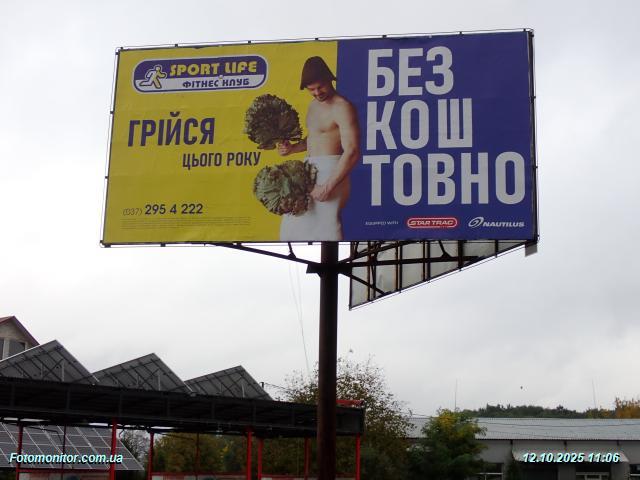 SPORT LIFE
ФІТНЕС КЛУБ
ГРІЙСЯ
ЦЬОГО РОКУ
(037) 295 4 222
БЕЗ
КОШ
ТОВНО
EQUIPPED WITH STAR TRAC NAUTILUS
Fotomonitor.com.ua
12.10.2025 11:06